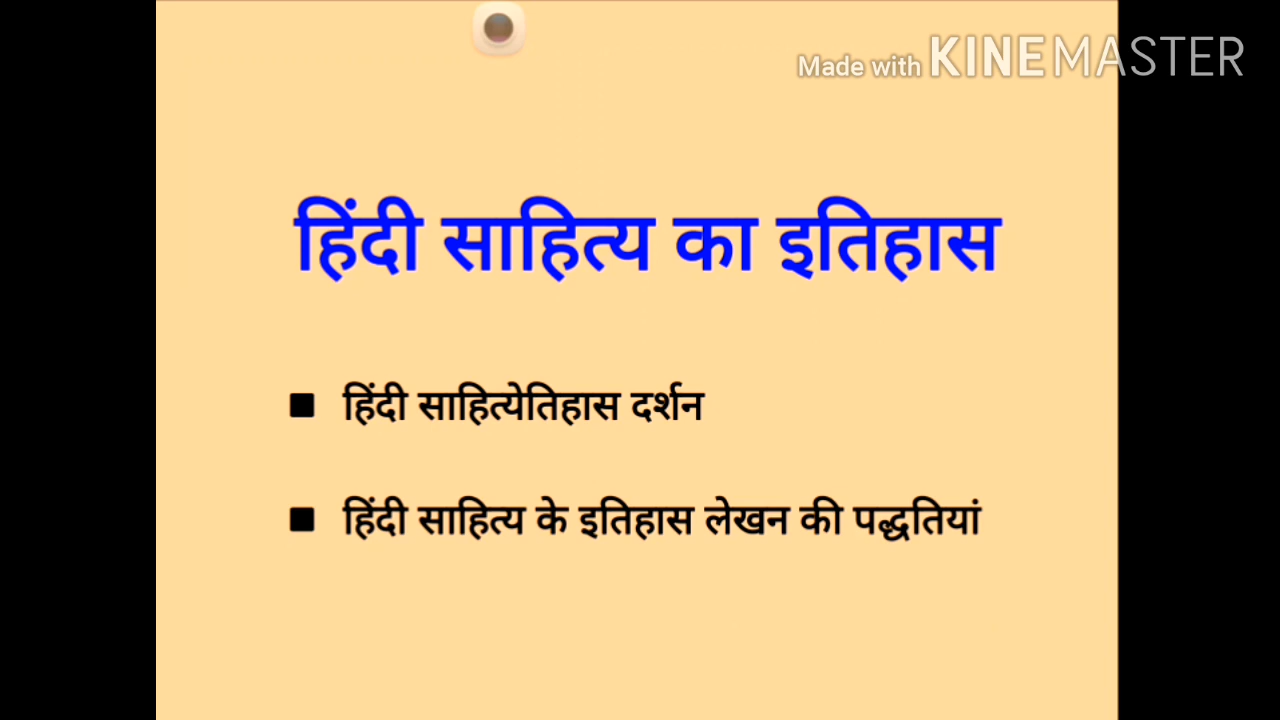 Made with KINEMASTER
हिंदी साहित्य का इतिहास
■ हिंदी साहित्येतिहास दर्शन
■ हिंदी साहित्य के इतिहास लेखन की पद्धतियां